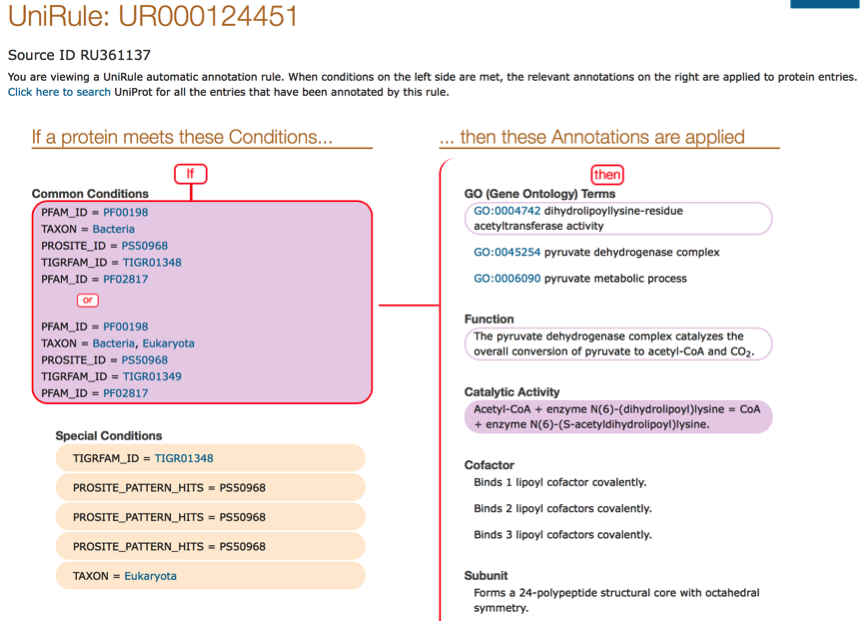 UniRule: UR000124451
Source ID RU361137
You are viewing a UniRule automatic annotation rule. When conditions on the left side are met, the relevant annotations on the right are applied to protein entries.
Click here to search UniProt for all the entries that have been annotated by this rule.
If a protein meets these Conditions...
If
Common Conditions
PFAM_ID = PF00198
TAXON = Bacteria
PROSITE_ID = PS50968
TIGRFAM_ID = TIGR01348
PFAM_ID = PF02817
or
PFAM_ID = PF00198
TAXON = Bacteria, Eukaryota
PROSITE_ID = PS50968
TIGRFAM_ID = TIGR01349
PFAM_ID = PF02817
Special Conditions
TIGRFAM_ID = TIGR01348
PROSITE_PATTERN_HITS = PS50968
PROSITE_PATTERN_HITS = PS50968
PROSITE_PATTERN_HITS = PS50968
TAXON = Eukaryota
... then these Annotations are applied
then
GO (Gene Ontology) Terms
GO:0004742 dihydrolipoyllysine-residue
acetyltransferase activity
GO:0045254 pyruvate dehydrogenase complex
GO:0006090 pyruvate metabolic process
Function
The pyruvate dehydrogenase complex catalyzes the
overall conversion of pyruvate to acetyl-CoA and CO₂.
Catalytic Activity
Acetyl-CoA + enzyme N(6)-(dihydrolipoyl)lysine = CoA
+ enzyme N(6)-(S-acetyldihydrolipoyl)lysine.
Cofactor
Binds 1 lipoyl cofactor covalently.
Binds 2 lipoyl cofactors covalently.
Binds 3 lipoyl cofactors covalently.
Subunit
Forms a 24-polypeptide structural core with octahedral
symmetry.